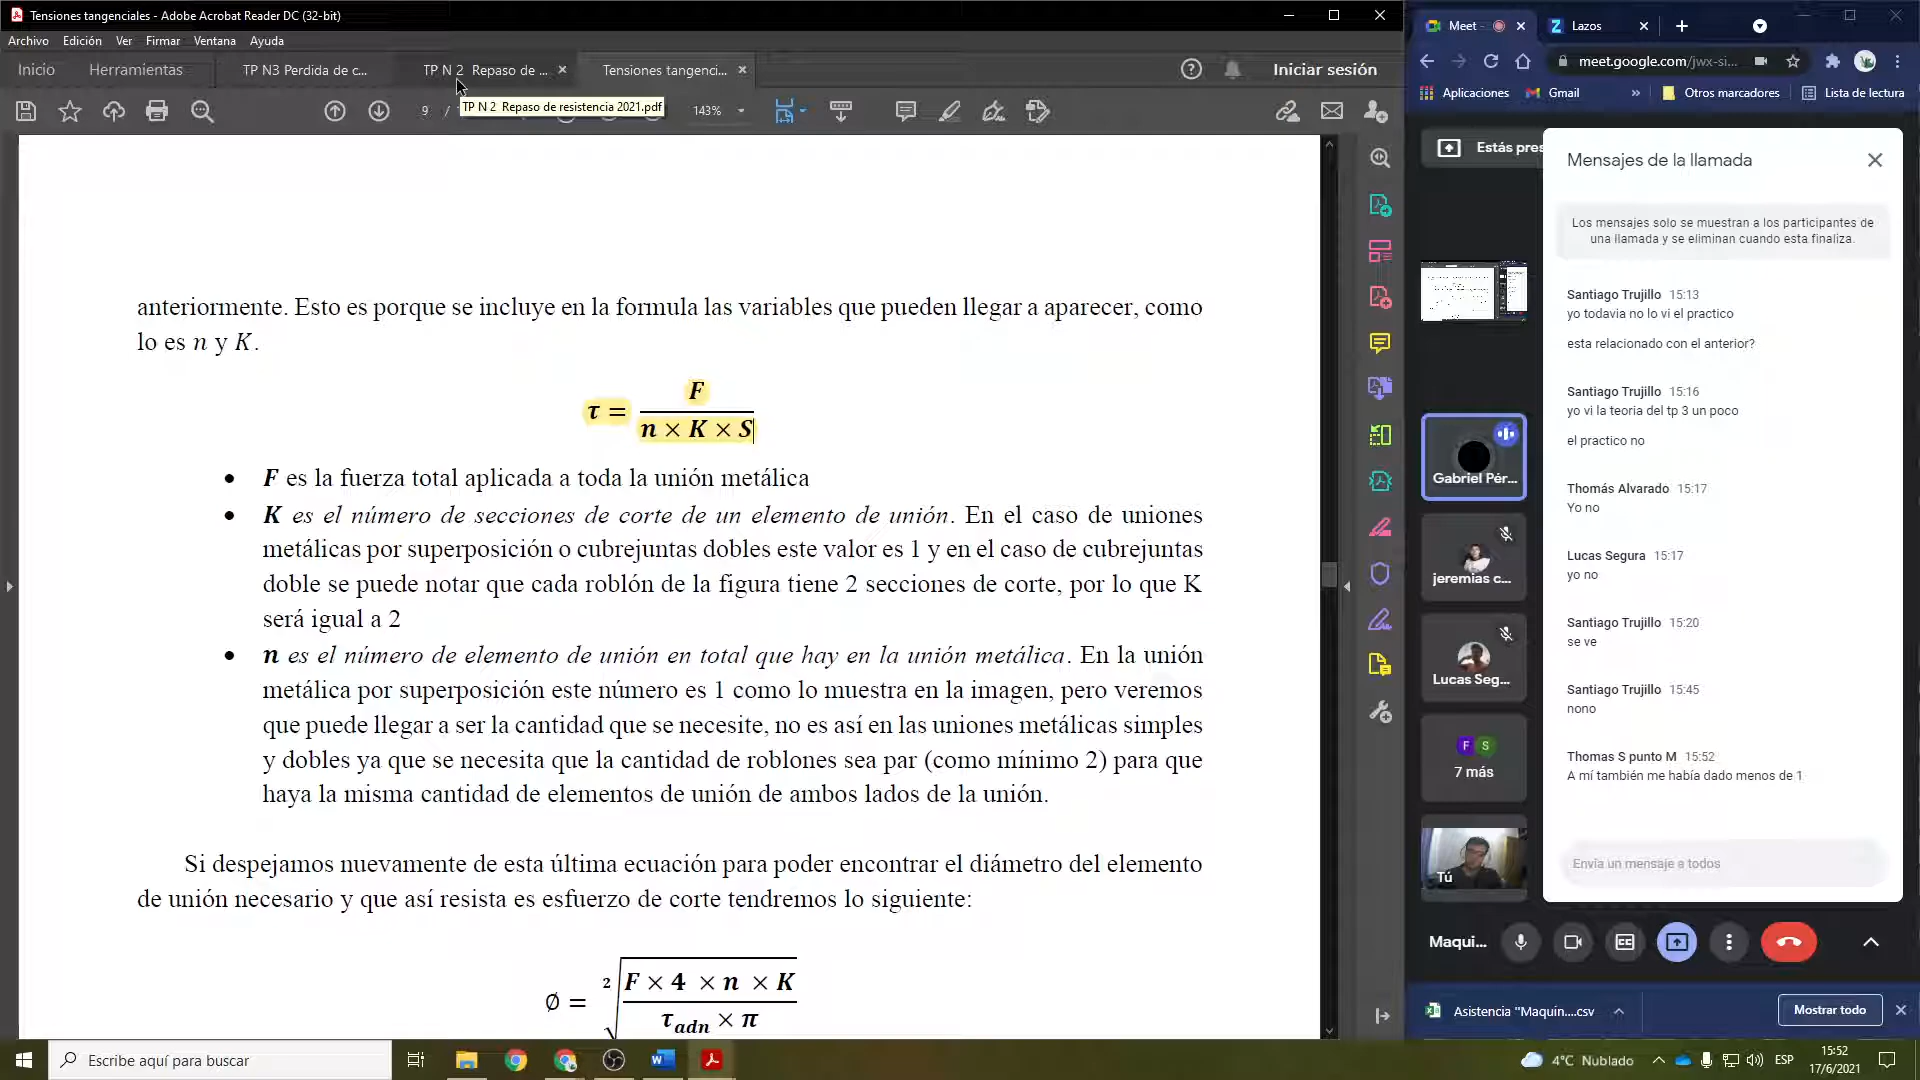 Tensiones tangenciales - Adobe Acrobat Reader DC (32-bit)
Archivo Edición Ver Firmar Ventana Ayuda
Inicio Herramientas TP N3 Perdida de c... TP N 2 Repaso de ... Tensiones tangenci... Iniciar sesión
TP N 2 Repaso de resistencia 2021.pdf
9 / 143%
anteriormente. Esto es porque se incluye en la formula las variables que pueden llegar a aparecer, como
lo es n y K.
τ = F / n × K × S
• F es la fuerza total aplicada a toda la unión metálica
• K es el número de secciones de corte de un elemento de unión. En el caso de uniones
metálicas por superposición o cubrejuntas dobles este valor es 1 y en el caso de cubrejuntas
doble se puede notar que cada roblón de la figura tiene 2 secciones de corte, por lo que K
será igual a 2
• n es el número de elemento de unión en total que hay en la unión metálica. En la unión
metálica por superposición este número es 1 como lo muestra en la imagen, pero veremos
que puede llegar a ser la cantidad que se necesite, no es así en las uniones metálicas simples
y dobles ya que se necesita que la cantidad de roblones sea par (como mínimo 2) para que
haya la misma cantidad de elementos de unión de ambos lados de la unión.
Si despejamos nuevamente de esta última ecuación para poder encontrar el diámetro del elemento
de unión necesario y que así resista es esfuerzo de corte tendremos lo siguiente:
∅ = ²√ F × 4 × n × K / τadn × π
Meet - Lazos
meet.google.com/jwx-si...
Aplicaciones Gmail » Otros marcadores Lista de lectura
Estás pres
Mensajes de la llamada
Los mensajes solo se muestran a los participantes de
una llamada y se eliminan cuando esta finaliza.
Santiago Trujillo 15:13
yo todavia no lo vi el practico
esta relacionado con el anterior?
Santiago Trujillo 15:16
yo vi la teoria del tp 3 un poco
el practico no
Thomás Alvarado 15:17
Yo no
Lucas Segura 15:17
yo no
Santiago Trujillo 15:20
se ve
Santiago Trujillo 15:45
nono
Thomas S punto M 15:52
A mí también me había dado menos de 1
Envía un mensaje a todos
Gabriel Pér...
jeremias c...
Lucas Seg...
F S
7 más
Tú
Maqui...
Asistencia "Maquín....csv Mostrar todo
Escribe aquí para buscar
4°C Nublado ESP 15:52
17/6/2021